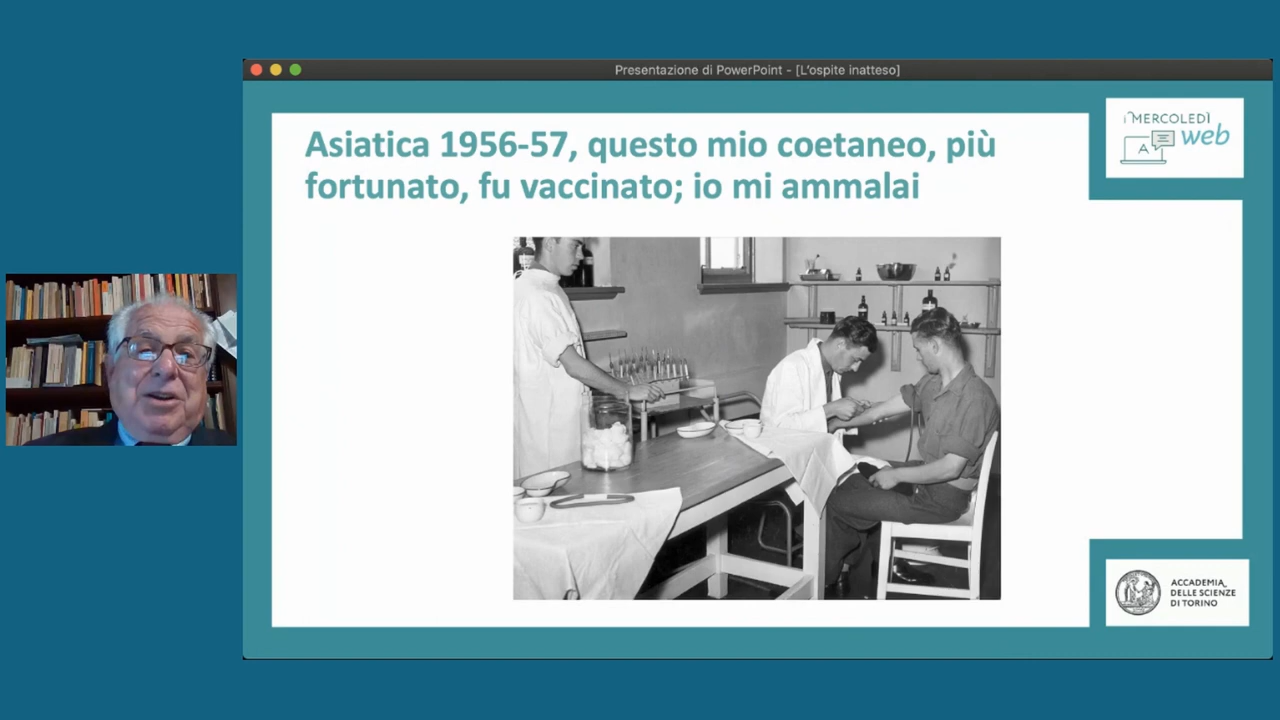 Presentazione di PowerPoint - [L'ospite inatteso]
Asiatica 1956-57, questo mio coetaneo, più
fortunato, fu vaccinato; io mi ammalai
I MERCOLEDÌ
A
web
ACCADEMIA
DELLE SCIENZE
DI TORINO